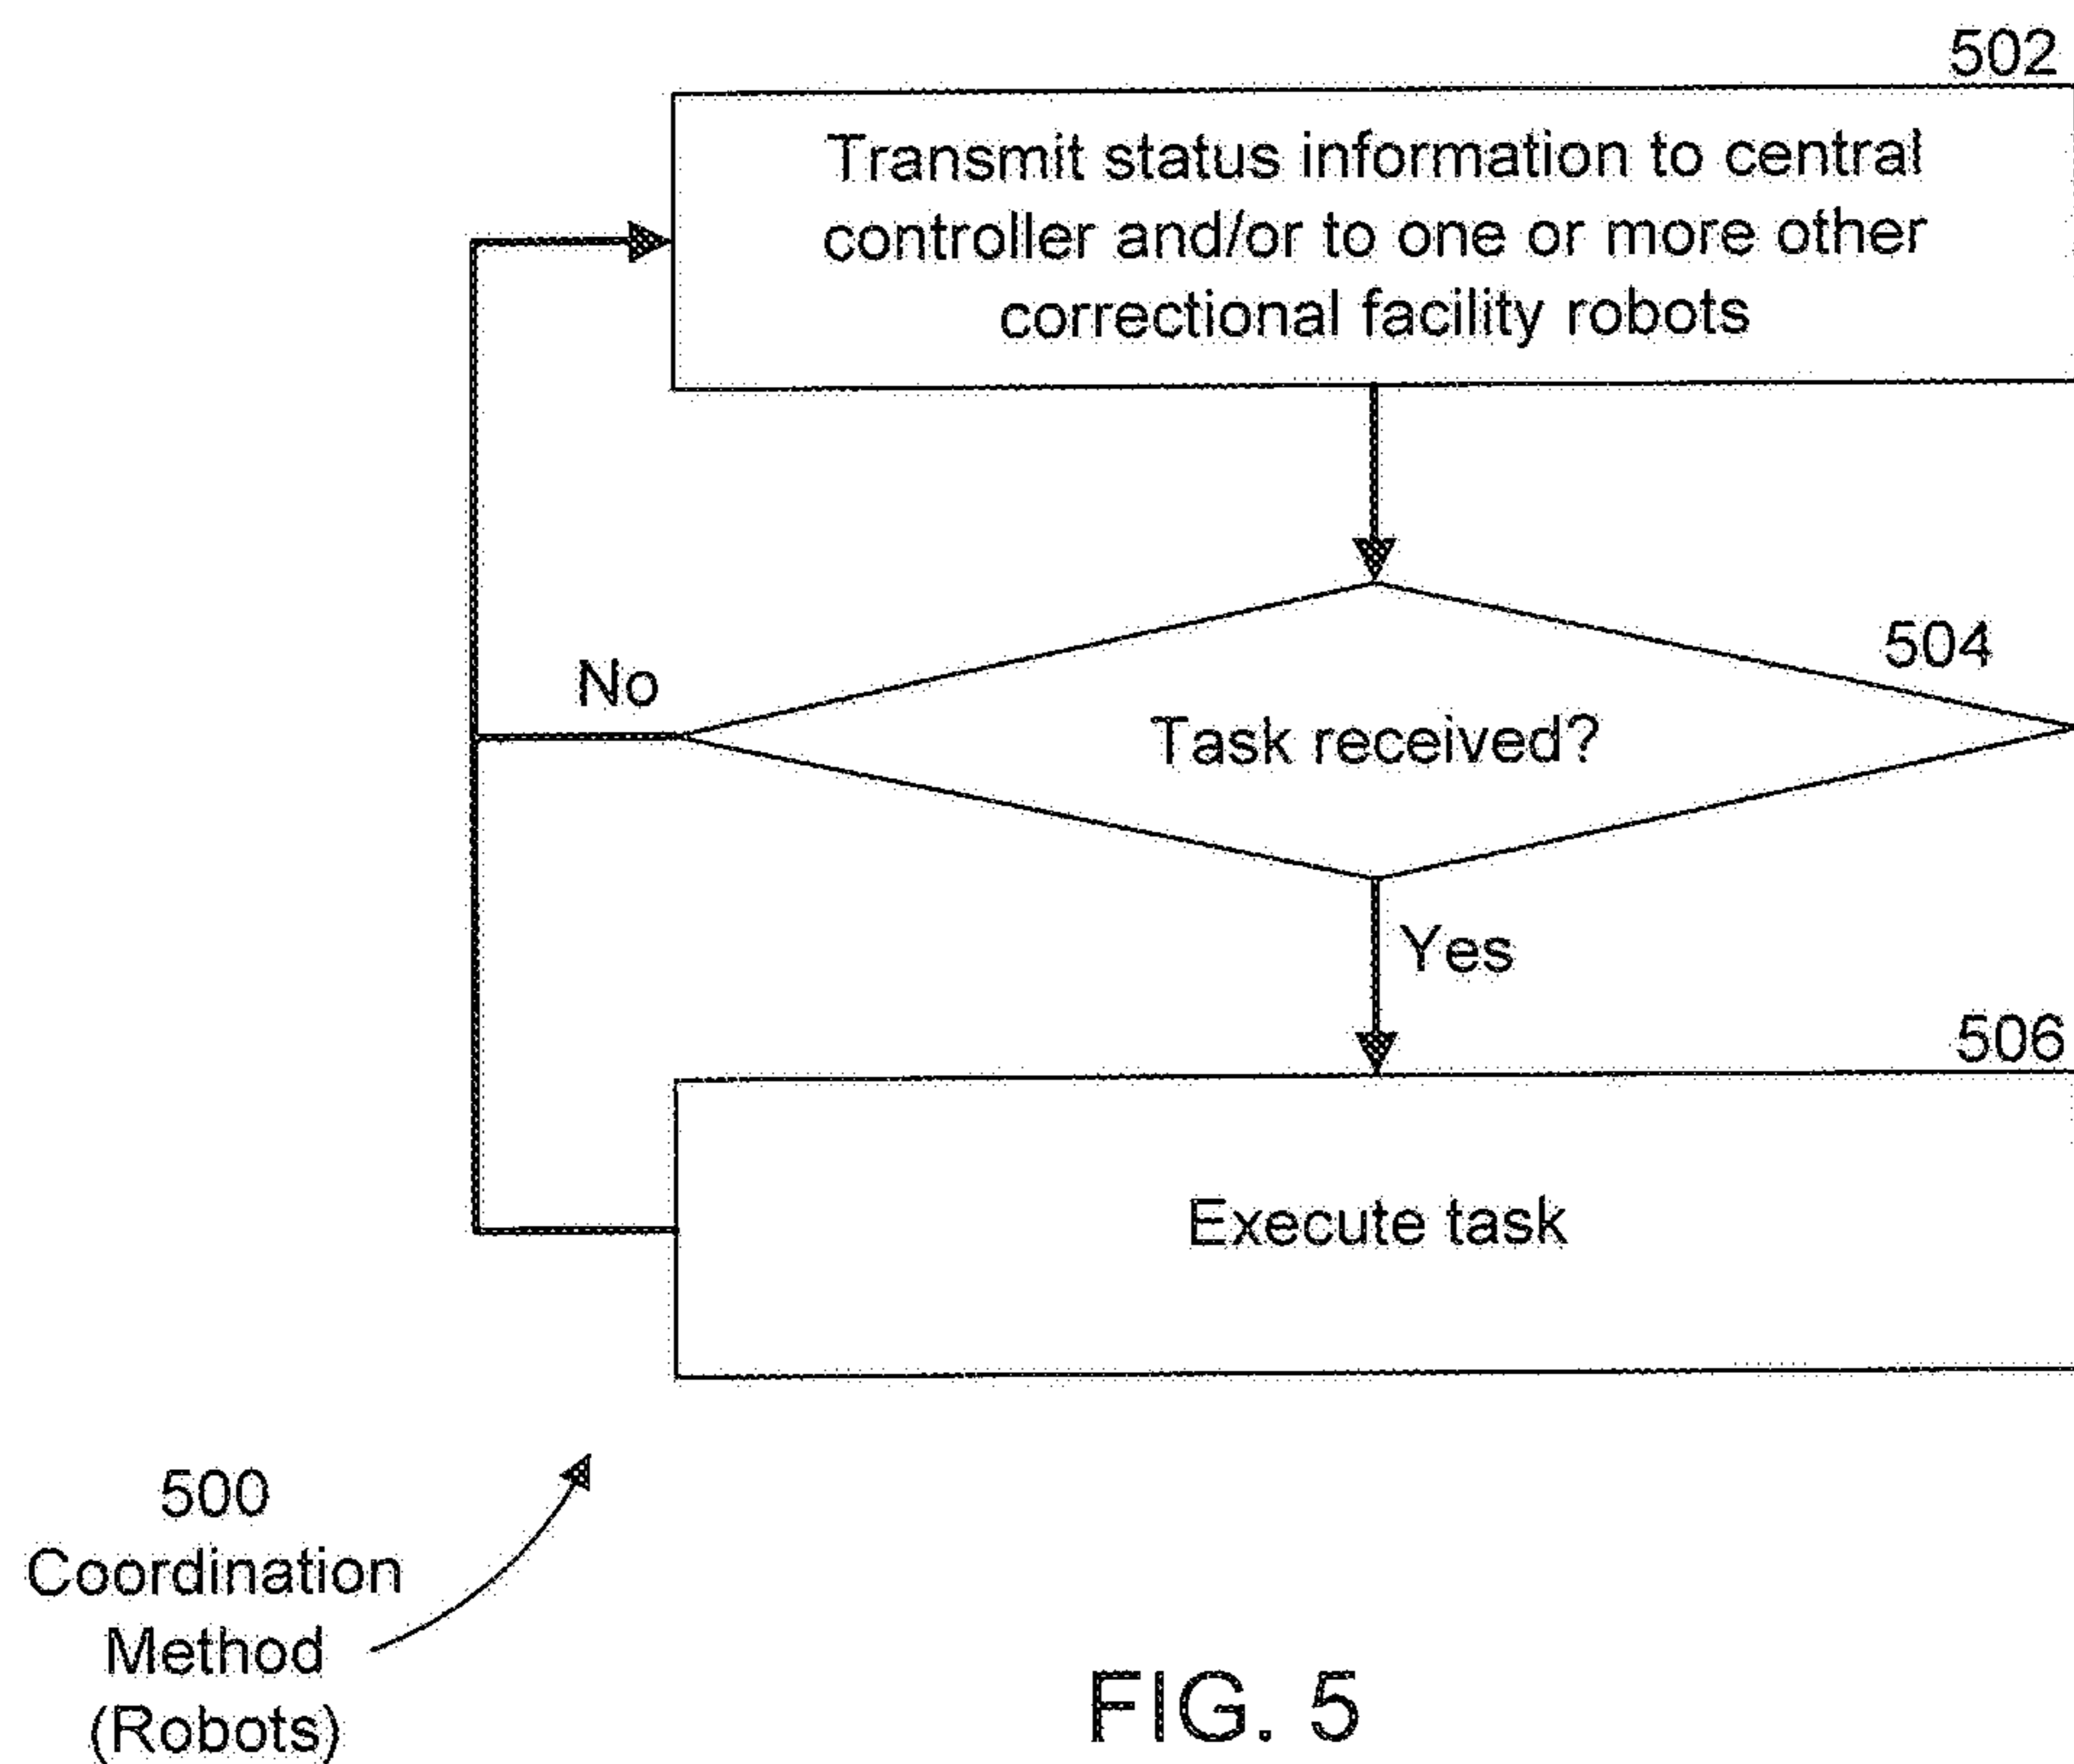 502
Transmit status information to central
controller and/or to one or more other
correctional facility robots
504
No
Task received?
Yes
506
Execute task
500
Coordination
Method
(Robots)
FIG. 5